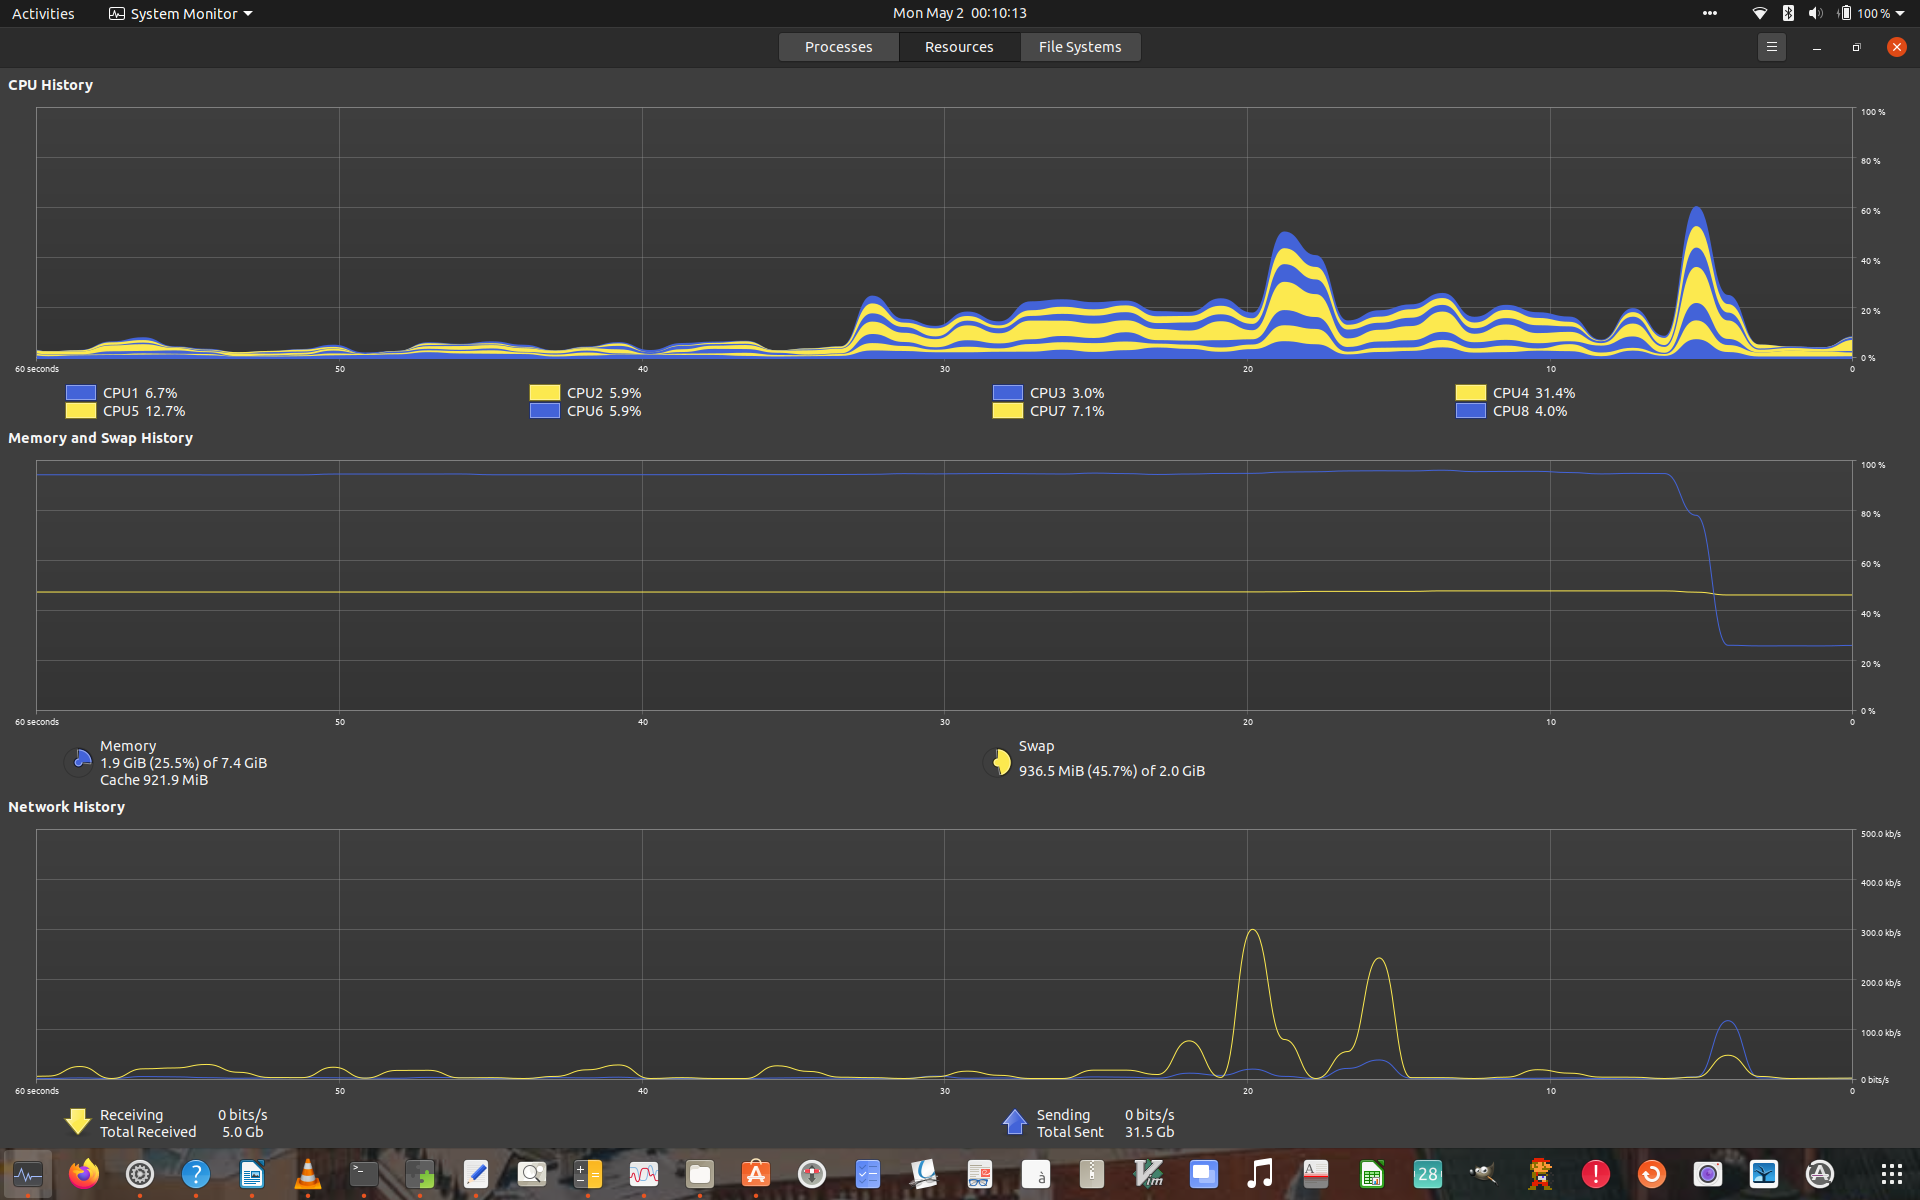 Activities System Monitor Mon May 2 00:10:13 100 %
Processes Resources File Systems
CPU History
100 %
80 %
60 %
40 %
20 %
0 %
60 seconds 50 40 30 20 10 0
CPU1 6.7% CPU2 5.9% CPU3 3.0% CPU4 31.4%
CPU5 12.7% CPU6 5.9% CPU7 7.1% CPU8 4.0%
Memory and Swap History
100 %
80 %
60 %
40 %
20 %
0 %
60 seconds 50 40 30 20 10 0
Memory
1.9 GiB (25.5%) of 7.4 GiB
Cache 921.9 MiB
Swap
936.5 MiB (45.7%) of 2.0 GiB
Network History
500.0 kb/s
400.0 kb/s
300.0 kb/s
200.0 kb/s
100.0 kb/s
0 bits/s
60 seconds 50 40 30 20 10 0
Receiving 0 bits/s
Total Received 5.0 Gb
Sending 0 bits/s
Total Sent 31.5 Gb
>_ ? à Vim A 28 !